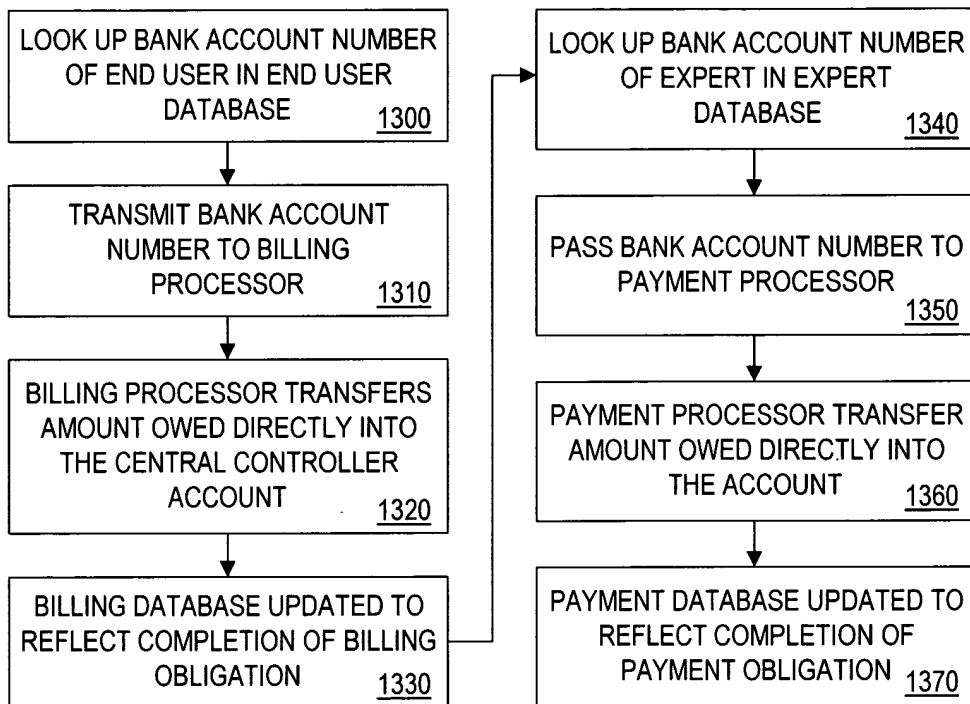 LOOK UP BANK ACCOUNT NUMBER
OF END USER IN END USER
DATABASE
1300
TRANSMIT BANK ACCOUNT
NUMBER TO BILLING
PROCESSOR
1310
BILLING PROCESSOR TRANSFERS
AMOUNT OWED DIRECTLY INTO
THE CENTRAL CONTROLLER
ACCOUNT
1320
BILLING DATABASE UPDATED TO
REFLECT COMPLETION OF BILLING
OBLIGATION
1330
LOOK UP BANK ACCOUNT NUMBER
OF EXPERT IN EXPERT
DATABASE
1340
PASS BANK ACCOUNT NUMBER TO
PAYMENT PROCESSOR
1350
PAYMENT PROCESSOR TRANSFER
AMOUNT OWED DIRECTLY INTO
THE ACCOUNT
1360
PAYMENT DATABASE UPDATED TO
REFLECT COMPLETION OF
PAYMENT OBLIGATION
1370